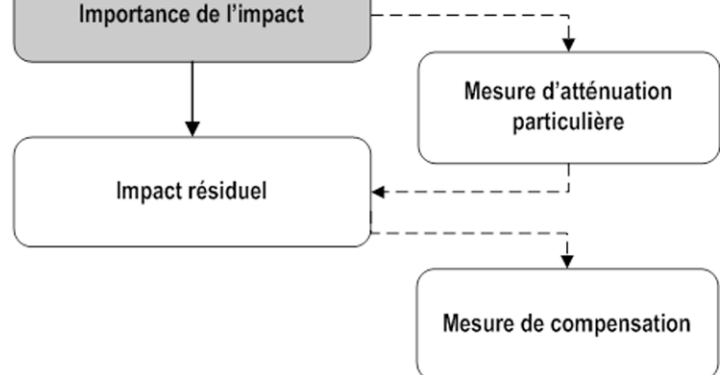 Importance de l’impact
Mesure d’atténuation
particulière
Impact résiduel
Mesure de compensation